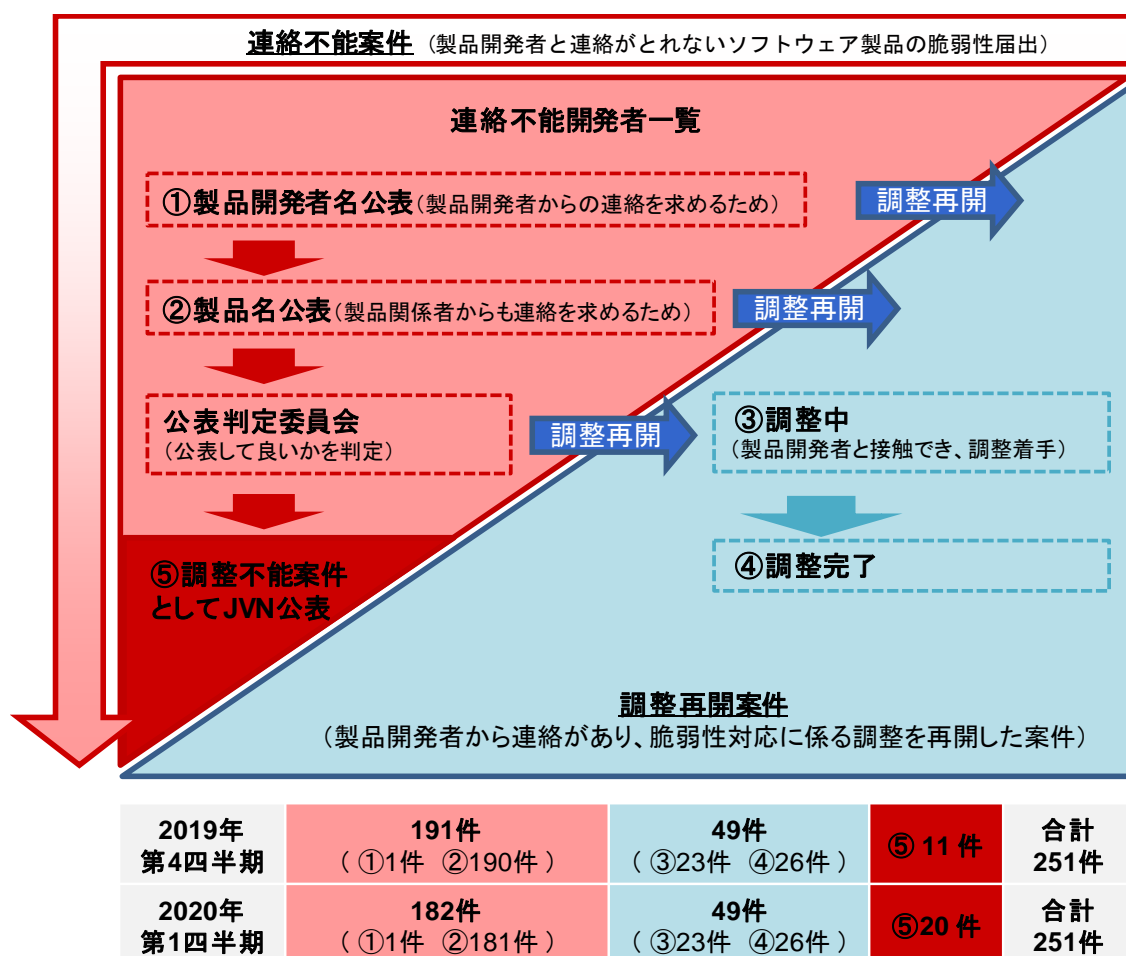 連絡不能案件（製品開発者と連絡がとれないソフトウェア製品の脆弱性届出）
連絡不能開発者一覧
①製品開発者名公表（製品開発者からの連絡を求めるため）
調整再開
②製品名公表（製品関係者からも連絡を求めるため）
調整再開
公表判定委員会
（公表して良いかを判定）
調整再開
③調整中
（製品開発者と接触でき、調整着手）
④調整完了
⑤調整不能案件
としてJVN公表
調整再開案件
（製品開発者から連絡があり、脆弱性対応に係る調整を再開した案件）
2019年
第4四半期
191件
（ ①1件 ②190件 ）
49件
（ ③23件 ④26件 ）
⑤ 11 件
合計
251件
2020年
第1四半期
182件
（ ①1件 ②181件 ）
49件
（ ③23件 ④26件 ）
⑤20 件
合計
251件